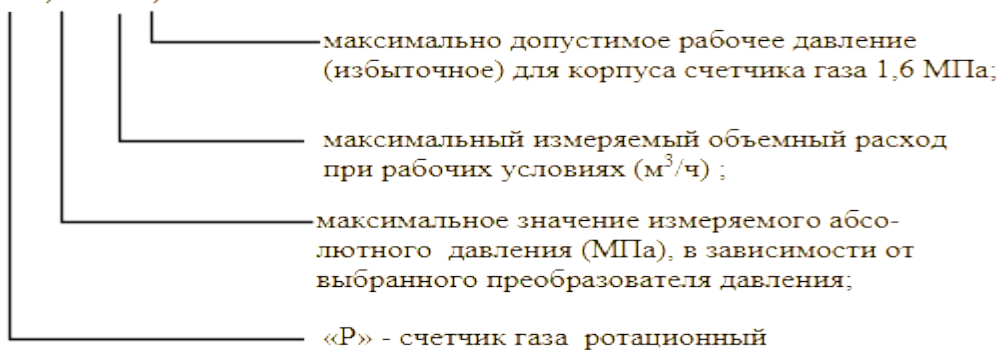 максимально допустимое рабочее давление
(избыточное) для корпуса счетчика газа 1,6 МПа;
максимальный измеряемый объемный расход
при рабочих условиях (м³/ч) ;
максимальное значение измеряемого абсо-
лютного давления (МПа), в зависимости от
выбранного преобразователя давления;
«Р» - счетчик газа ротационный